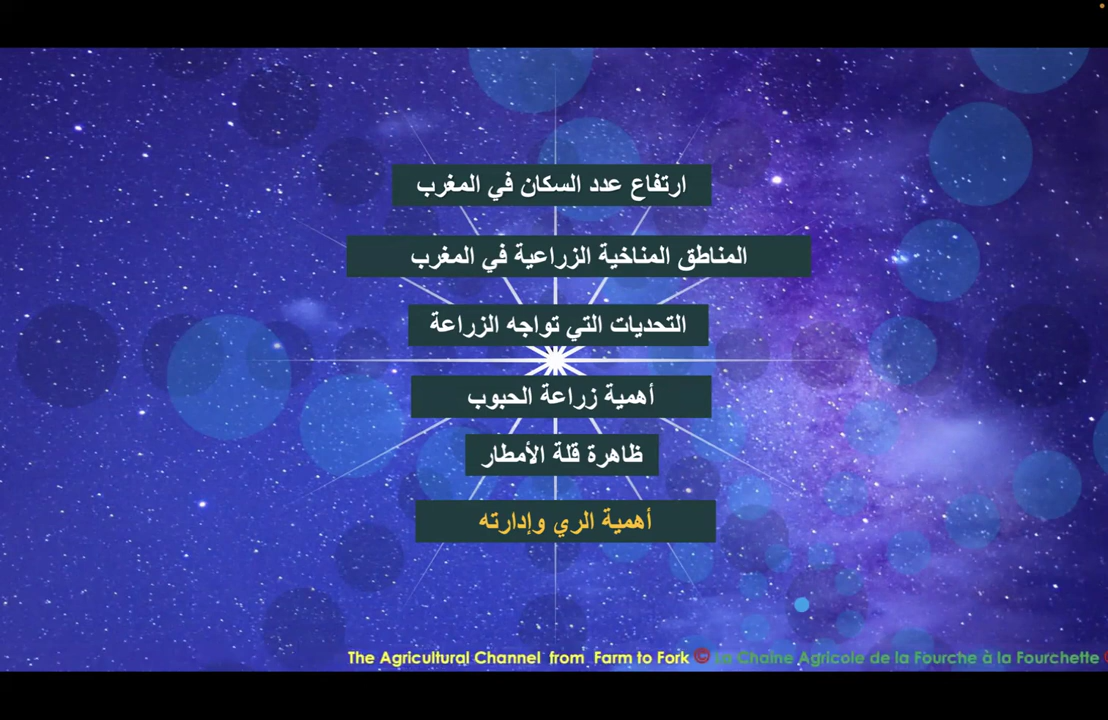 ارتفاع عدد السكان في المغرب
المناطق المناخية الزراعية في المغرب
التحديات التي تواجه الزراعة
أهمية زراعة الحبوب
ظاهرة قلة الأمطار
أهمية الري وإدارته
The Agricultural Channel from Farm to Fork © La Chaine Agricole de la Fourche à la Fourchette ©